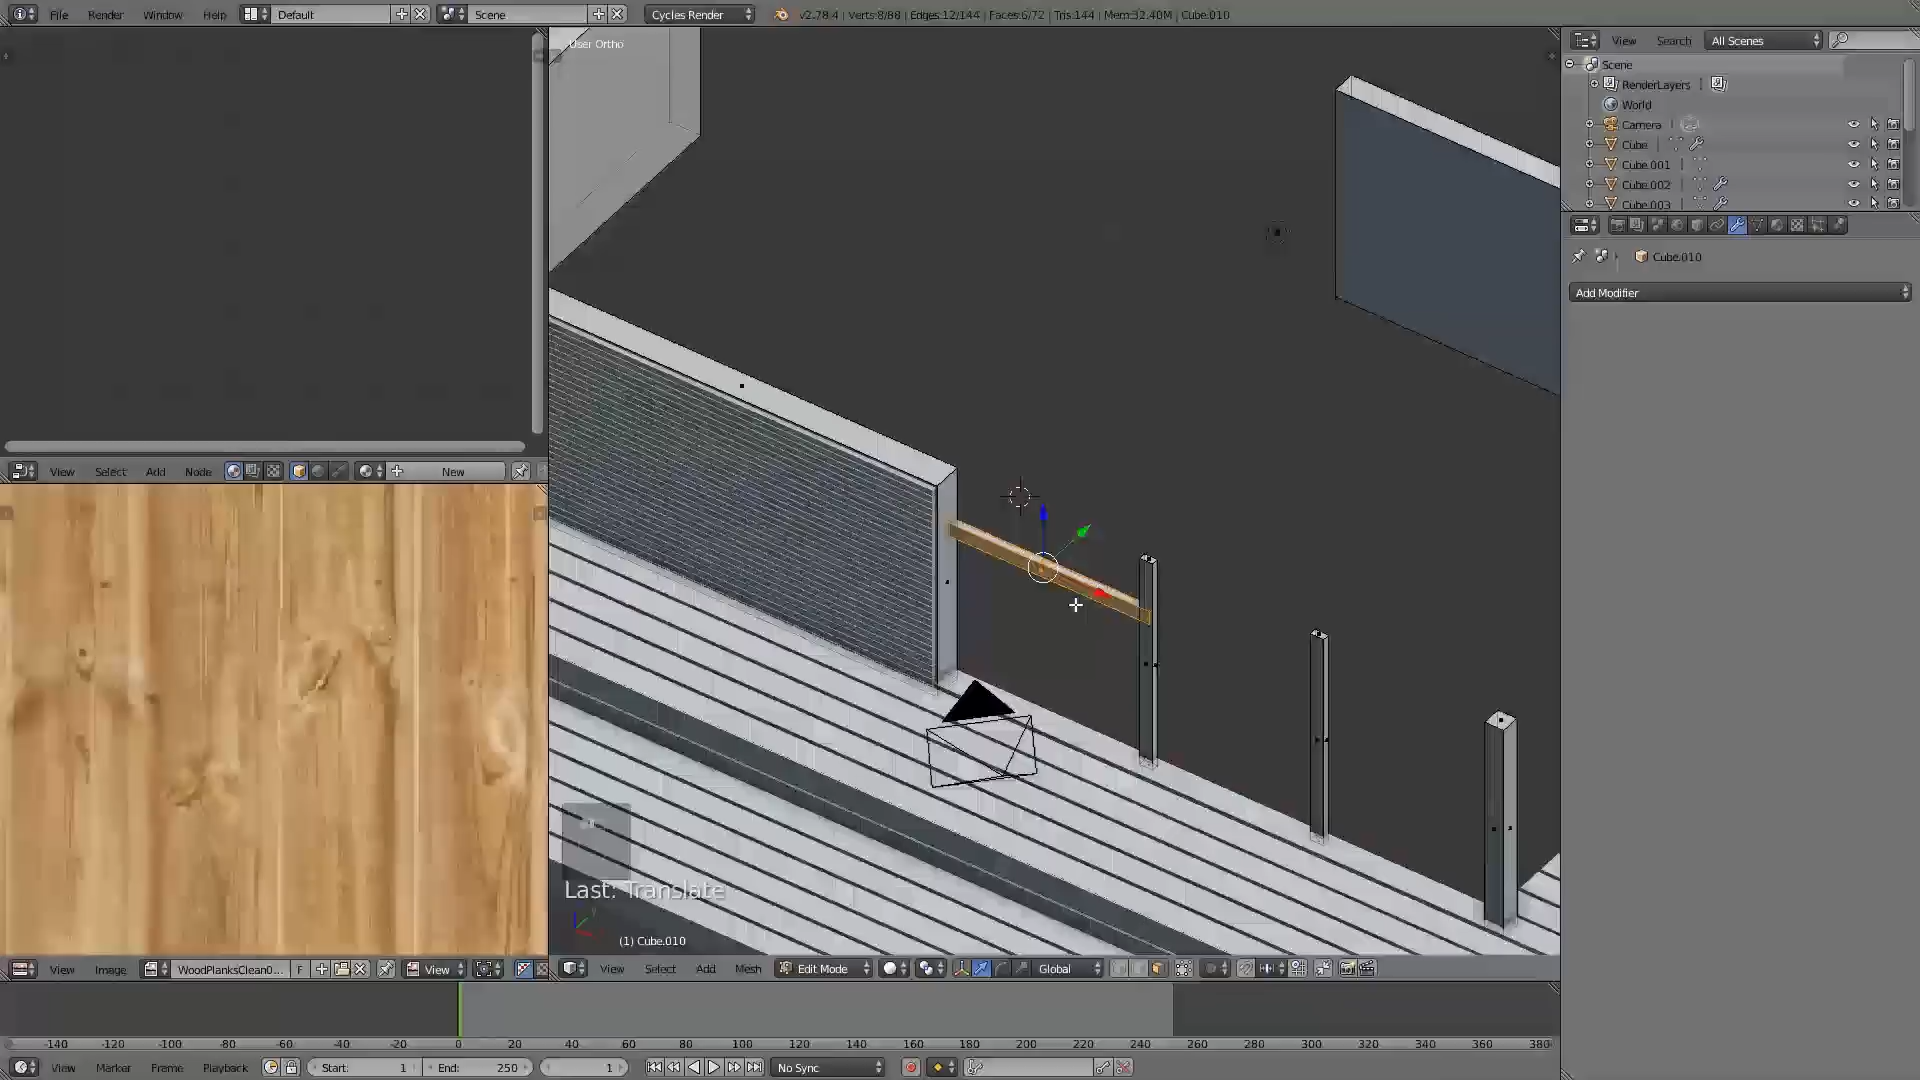 File Render Window Help Default Scene Cycles Render v2.78.4 | Verts:8/88 | Edges:12/144 | Faces:6/72 | Tris:144 | Mem:32.40M | Cube.010
User Ortho
View Search All Scenes
Scene
RenderLayers
World
Camera
Cube
Cube.001
Cube.002
Cube.003
Cube.010
Add Modifier
View Select Add Node New
Last: Translate
(1) Cube.010
View Image WoodPlanksClean0... F View
View Select Add Mesh Edit Mode Global
-140 -120 -100 -80 -60 -40 -20 0 20 40 60 80 100 120 140 160 180 200 220 240 260 280 300 320 340 360 380
View Marker Frame Playback Start: 1 End: 250 1 No Sync